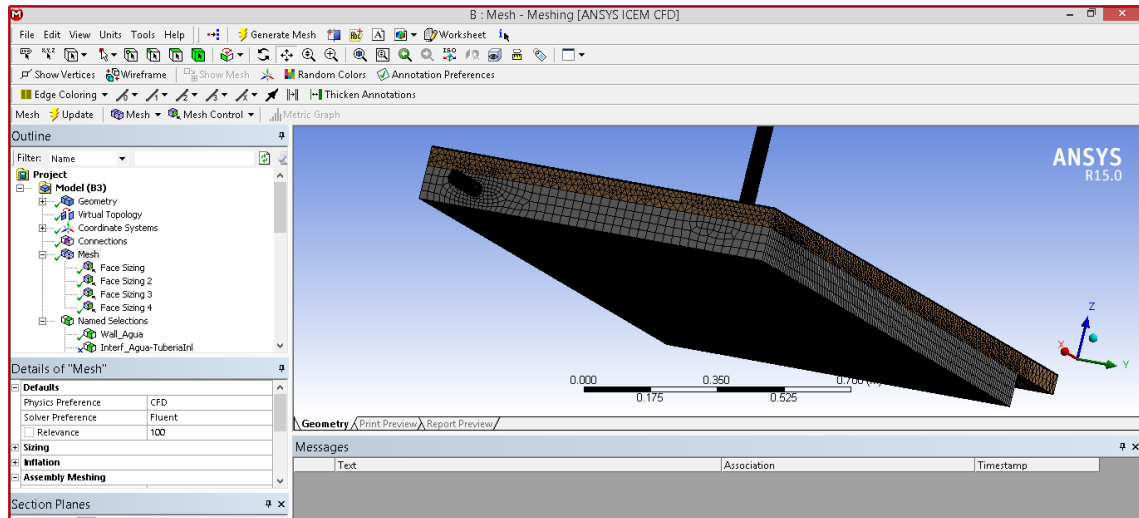 B : Mesh - Meshing [ANSYS ICEM CFD]
File Edit View Units Tools Help Generate Mesh A Worksheet
Show Vertices Wireframe Show Mesh Random Colors Annotation Preferences
Edge Coloring Thicken Annotations
Mesh Update Mesh Mesh Control Metric Graph
Outline
Filter: Name
Project
Model (B3)
Geometry
Virtual Topology
Coordinate Systems
Connections
Mesh
Face Sizing
Face Sizing 2
Face Sizing 3
Face Sizing 4
Named Selections
Wall_Agua
Interf_Agua-TuberiaInl
Details of "Mesh"
Defaults
Physics Preference CFD
Solver Preference Fluent
Relevance 100
Sizing
Inflation
Assembly Meshing
Section Planes
ANSYS
R15.0
Z
X
Y
0.000 0.350 0.700
0.175 0.525
Geometry Print Preview Report Preview
Messages
Text Association Timestamp